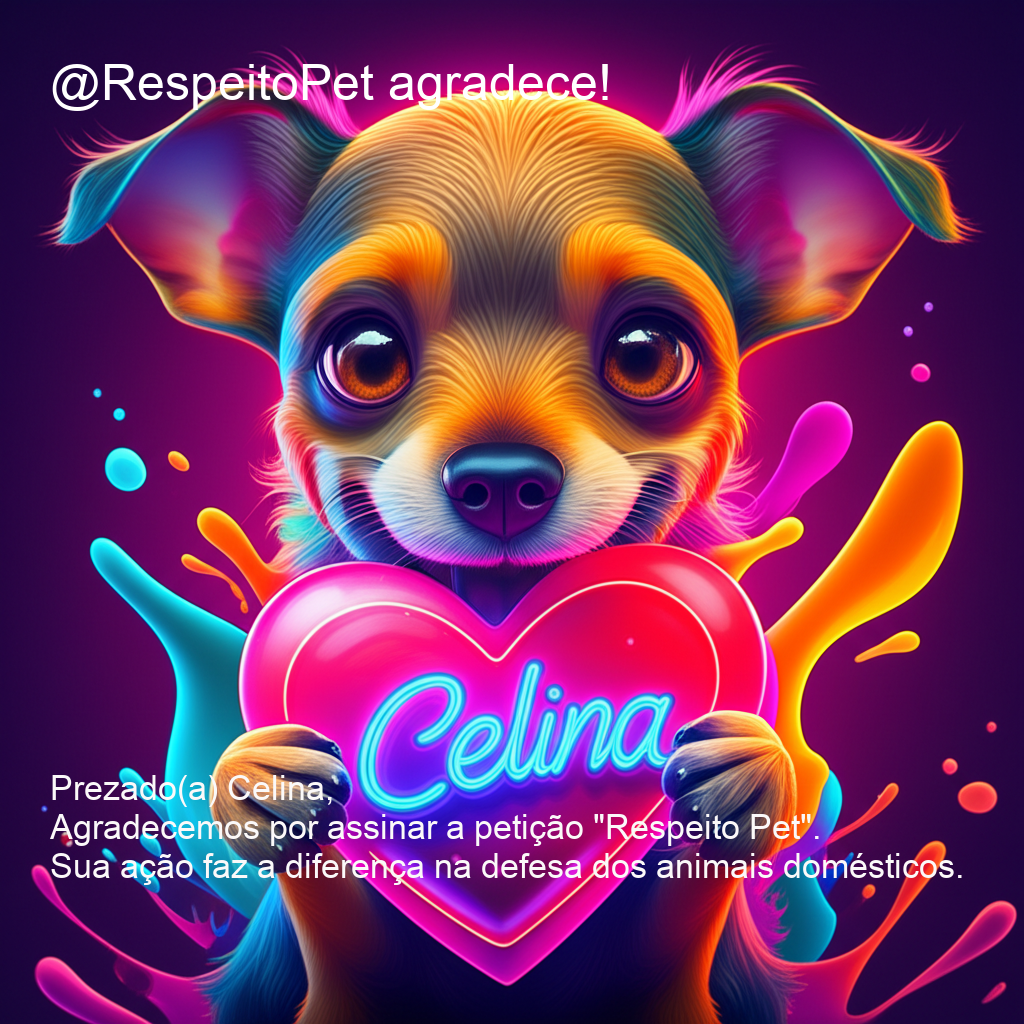 @RespeitoPet agradece!
Celina
Prezado(a) Celina,
Agradecemos por assinar a petição "Respeito Pet".
Sua ação faz a diferença na defesa dos animais domésticos.